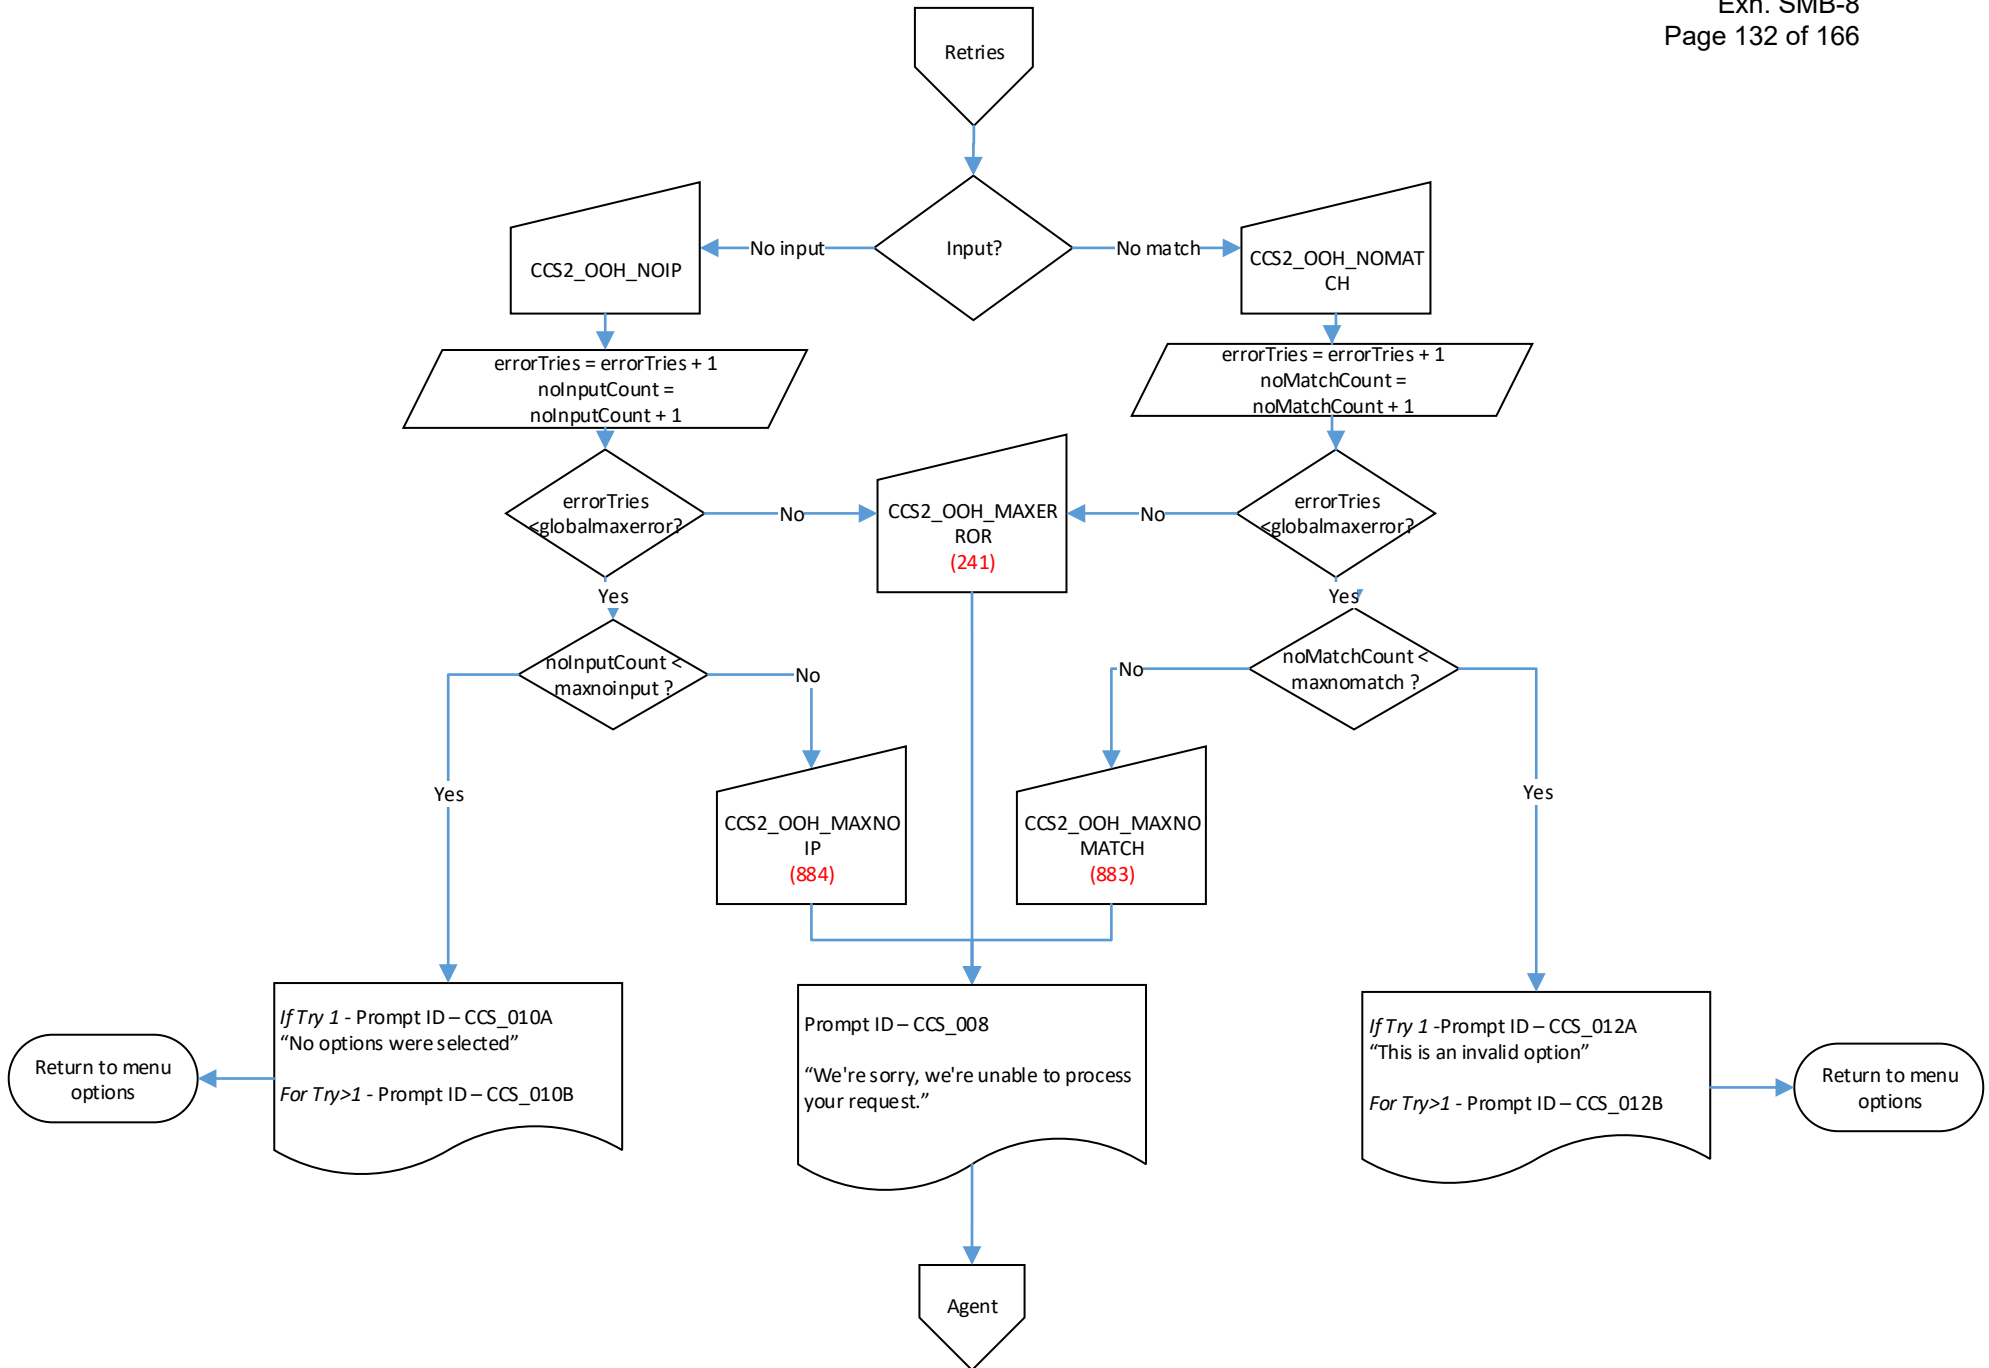 Exh. SMB-8
Page 132 of 166
Retries
Input?
No input
No match
CCS2_OOH_NOIP
CCS2_OOH_NOMAT
CH
errorTries = errorTries + 1
noInputCount =
noInputCount + 1
errorTries = errorTries + 1
noMatchCount =
noMatchCount + 1
errorTries
<globalmaxerror?
No
CCS2_OOH_MAXER
ROR
(241)
No
errorTries
<globalmaxerror?
Yes
Yes
noInputCount <
maxnoinput ?
No
No
noMatchCount <
maxnomatch ?
Yes
Yes
CCS2_OOH_MAXNO
IP
(884)
CCS2_OOH_MAXNO
MATCH
(883)
Return to menu
options
If Try 1 - Prompt ID – CCS_010A
“No options were selected”
For Try>1 - Prompt ID – CCS_010B
Prompt ID – CCS_008
“We're sorry, we're unable to process
your request.”
If Try 1 -Prompt ID – CCS_012A
“This is an invalid option”
For Try>1 - Prompt ID – CCS_012B
Return to menu
options
Agent